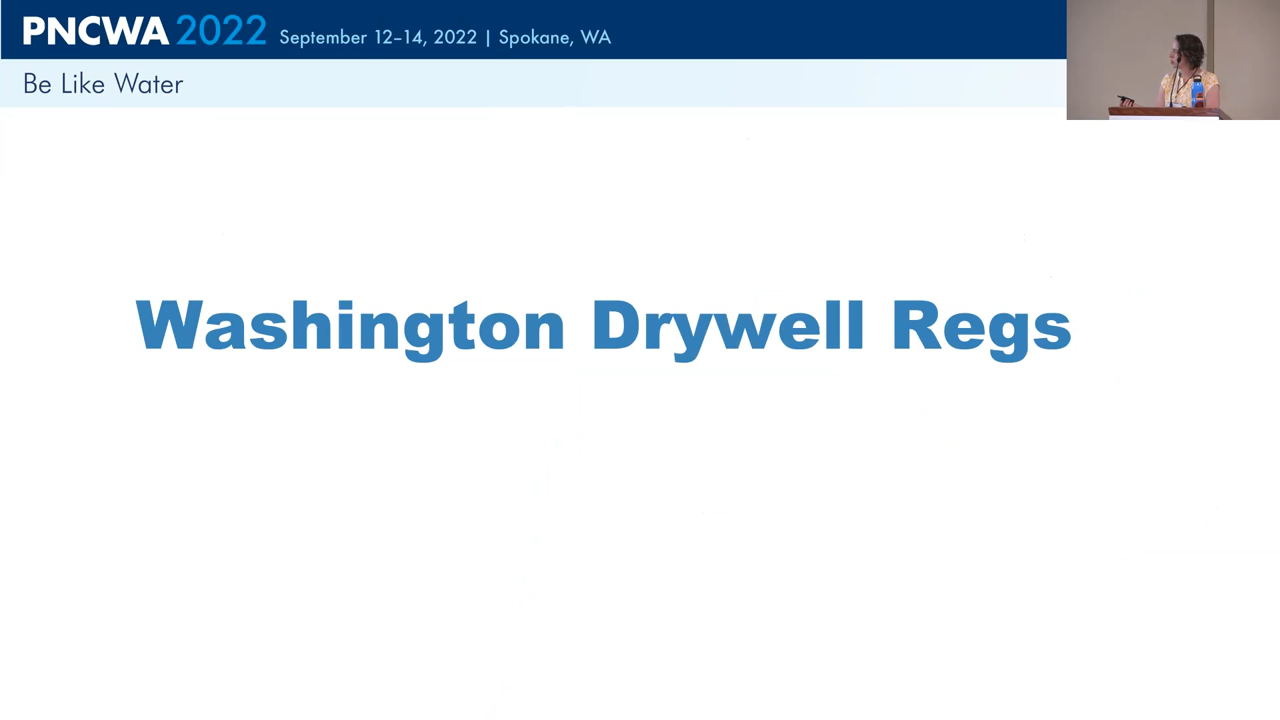 PNCWA 2022 September 12–14, 2022 | Spokane, WA
Be Like Water
Washington Drywell Regs